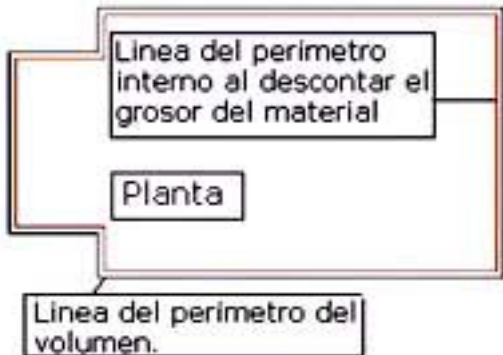 Linea del perimetro
interno al descontar el
grosor del material
Planta
Linea del perimetro del
volumen.